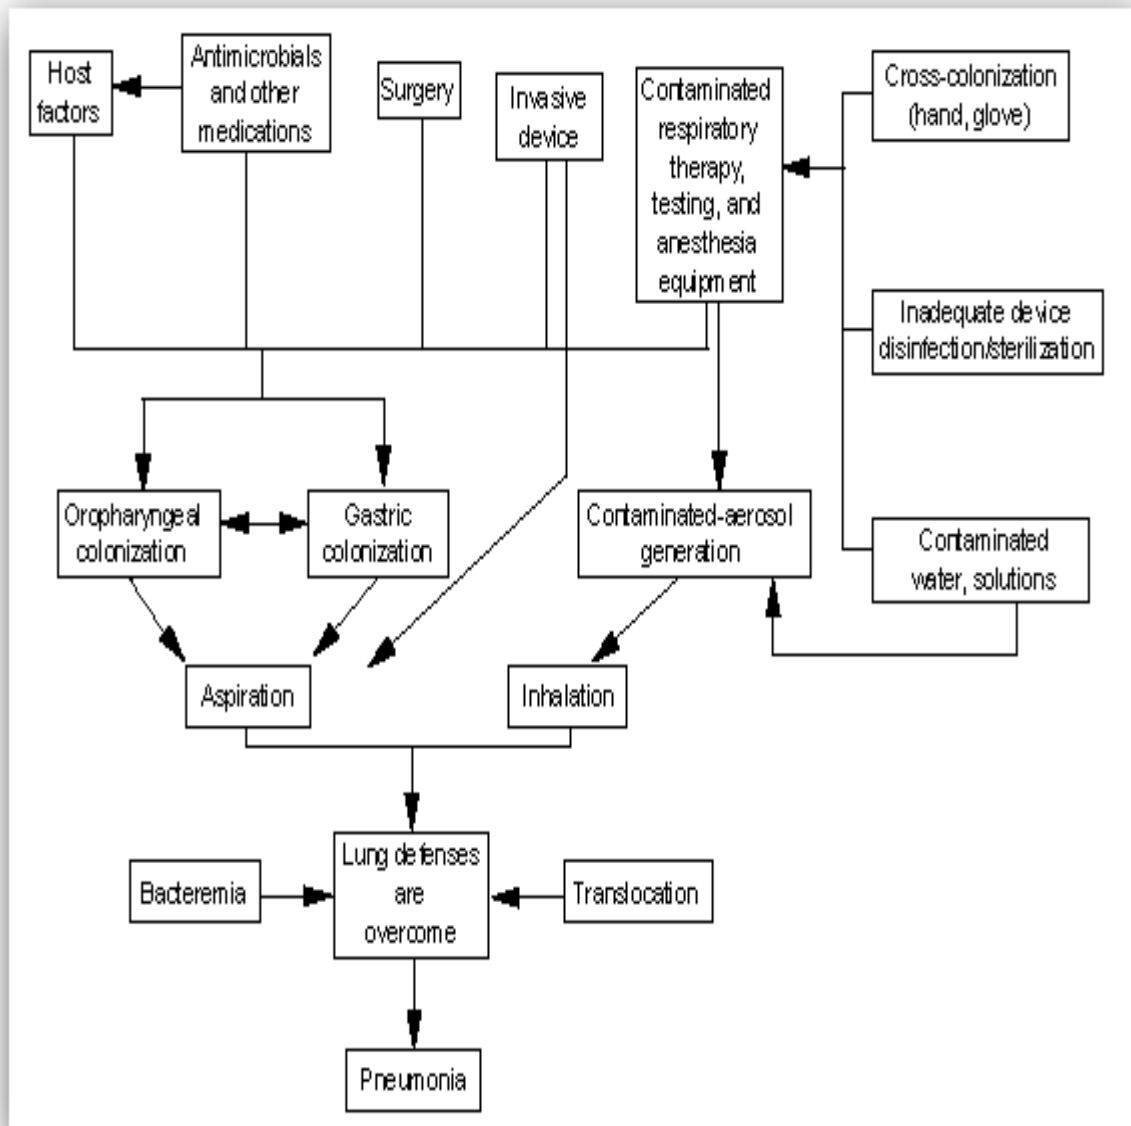 Host
factors
Antimicrobials
and other
medications
Surgery
Invasive
device
Contaminated
respiratory
therapy,
testing, and
anesthesia
equipment
Cross-colonization
(hand, glove)
Inadequate device
disinfection/sterilization
Oropharyngeal
colonization
Gastric
colonization
Contaminated-aerosol
generation
Contaminated
water, solutions
Aspiration
Inhalation
Bacteremia
Lung defenses
are
overcome
Translocation
Pneumonia